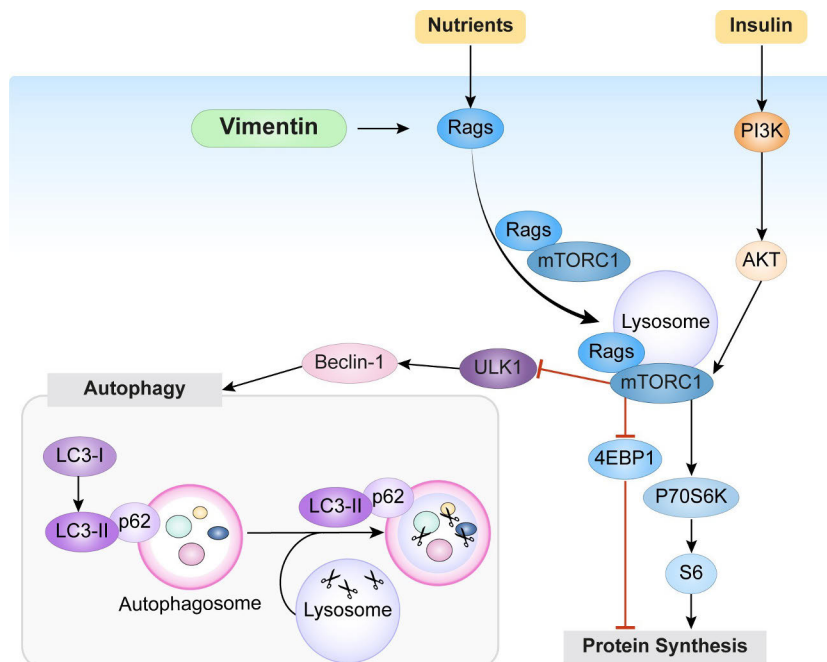 Nutrients
Insulin
Vimentin
Rags
PI3K
Rags
mTORC1
AKT
Lysosome
Rags
mTORC1
ULK1
Beclin-1
Autophagy
4EBP1
P70S6K
S6
Protein Synthesis
LC3-I
LC3-II
p62
Autophagosome
LC3-II
p62
Lysosome